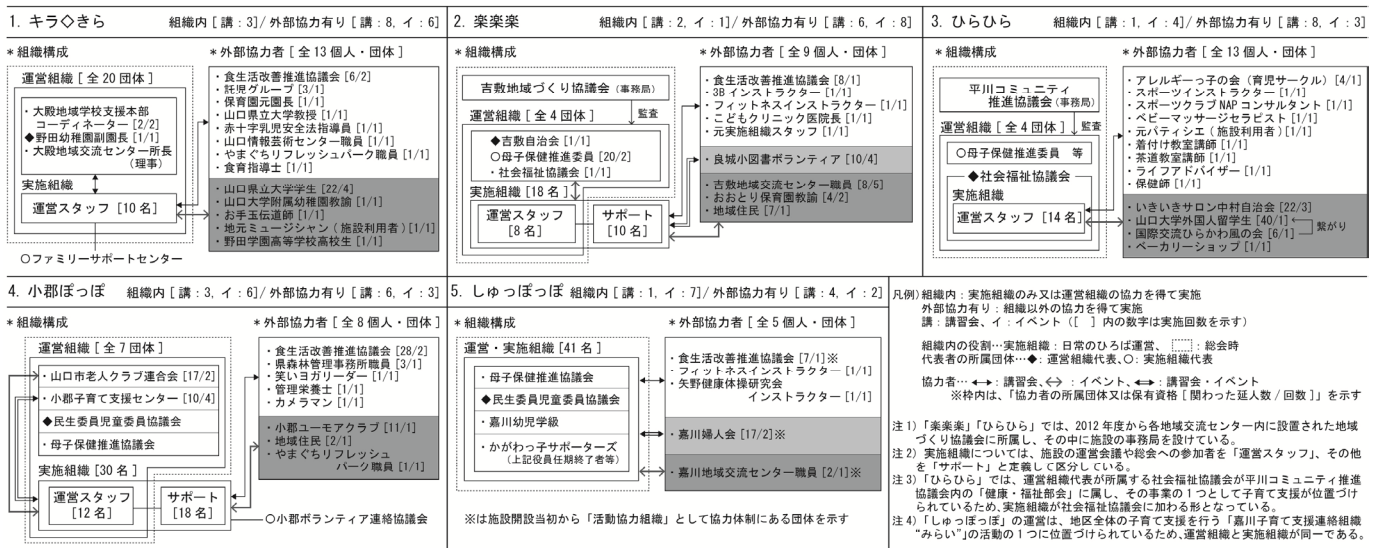 1. キラ◇きら 組織内 [ 講：3]/ 外部協力有り [ 講：8，イ：6]
＊組織構成
運営組織 [ 全 20 団体 ]
・大殿地域学校支援本部
コーディネーター [2/2]
◆野田幼稚園副園長 [1/1]
・大殿地域交流センター所長
（理事）
実施組織
運営スタッフ [10 名]
○ファミリーサポートセンター
＊外部協力者 [ 全 13 個人・団体 ]
・食生活改善推進協議会 [6/2]
・託児グループ [3/1]
・保育園元園長 [1/1]
・山口県立大学教授 [1/1]
・赤十字乳児安全法指導員 [1/1]
・山口情報芸術センター職員 [1/1]
・やまぐちリフレッシュパーク職員 [1/1]
・食育指導士 [1/1]
・山口県立大学学生 [22/4]
・山口大学附属幼稚園教諭 [1/1]
・お手玉伝道師 [1/1]
・地元ミュージシャン ( 施設利用者 ) [1/1]
・野田学園高等学校高校生 [1/1]
2. 楽楽楽 組織内 [ 講：2，イ：1]/ 外部協力有り [ 講：6，イ：8]
＊組織構成
吉敷地域づくり協議会 (事務局)
監査
運営組織 [ 全 4 団体 ]
◆吉敷自治会 [1/1]
○母子保健推進委員 [20/2]
・社会福祉協議会 [1/1]
実施組織 [18 名 ]
運営スタッフ
[8 名]
サポート
[10 名]
＊外部協力者 [ 全 9 個人・団体 ]
・食生活改善推進協議会 [8/1]
・3B インストラクター [1/1]
・フィットネスインストラクター [1/1]
・こどもクリニック医院長 [1/1]
・元実施組織スタッフ [1/1]
・良城小図書ボランティア [10/4]
・吉敷地域交流センター職員 [8/5]
・おおとり保育園教諭 [4/2]
・地域住民 [7/1]
3. ひらひら 組織内 [ 講：1，イ：4]/ 外部協力有り [ 講：8，イ：3]
＊組織構成
平川コミュニティ
推進協議会(事務局)
監査
運営組織 [ 全 4 団体 ]
○母子保健推進委員 等
◆社会福祉協議会
実施組織
運営スタッフ [14 名]
＊外部協力者 [ 全 13 個人・団体 ]
・アレルギーっ子の会 (育児サークル) [4/1]
・スポーツインストラクター [1/1]
・スポーツクラブ NAP コンサルタント [1/1]
・ベビーマッサージセラピスト [1/1]
・元パティシエ ( 施設利用者 ) [1/1]
・着付け教室講師 [1/1]
・茶道教室講師 [1/1]
・ライフアドバイザー [1/1]
・保健師 [1/1]
・いきいきサロン中村自治会 [22/3]
・山口大学外国人留学生 [40/1]
・国際交流ひらかわ風の会 [6/1]
繋がり
・ベーカリーショップ [1/1]
4. 小郡ぽっぽ 組織内 [ 講：3，イ：6]/ 外部協力有り [ 講：6，イ：3]
＊組織構成
運営組織 [ 全 7 団体 ]
・山口市老人クラブ連合会 [17/2]
・小郡子育て支援センター [10/4]
◆民生委員児童委員協議会
・母子保健推進協議会
実施組織 [30 名 ]
運営スタッフ
[12 名]
サポート
[18 名]
○小郡ボランティア連絡協議会
＊外部協力者 [ 全 8 個人・団体 ]
・食生活改善推進協議会 [28/2]
・県森林管理事務所職員 [3/1]
・笑いヨガリーダー [1/1]
・管理栄養士 [1/1]
・カメラマン [1/1]
・小郡ユーモアクラブ [11/1]
・地域住民 [2/1]
・やまぐちリフレッシュ
パーク職員 [1/1]
5. しゅっぽっぽ 組織内 [ 講：1，イ：7]/ 外部協力有り [ 講：4，イ：2]
＊組織構成
運営・実施組織 [41 名 ]
・母子保健推進協議会
◆民生委員児童委員協議会
・嘉川幼児学級
・かがわっ子サポーターズ
（上記役員任期終了者等）
＊外部協力者 [ 全 5 個人・団体 ]
・食生活改善推進協議会 [7/1]※
・フィットネスインストラクター [1/1]
・矢野健康体操研究会
インストラクター [1/1]
・嘉川婦人会 [17/2]※
・嘉川地域交流センター職員 [2/1]※
※は施設開設当初から「活動協力組織」として協力体制にある団体を示す
凡例) 組織内：実施組織のみ又は運営組織の協力を得て実施
外部協力有り：組織以外の協力を得て実施
講：講習会、イ：イベント（[ ] 内の数字は実施回数を示す）
組織内の役割…実施組織：日常のひろば運営、 ：総会時
代表者の所属団体…◆：運営組織代表、○：実施組織代表
協力者…◂-▸：講習会、<->：イベント、◀-▶：講習会・イベント
※枠内は、「協力者の所属団体又は保有資格 [ 関わった延人数 / 回数 ]」を示す
注 1）「楽楽楽」「ひらひら」では、2012 年度から各地域交流センター内に設置された地域
づくり協議会に所属し、その中に施設の事務局を設けている。
注 2）実施組織については、施設の運営会議や総会への参加者を「運営スタッフ」、その他
を「サポート」と定義して区分している。
注 3）「ひらひら」では、運営組織代表が所属する社会福祉協議会が平川コミュニティ推進
協議会内の「健康・福祉部会」に属し、その事業の１つとして子育て支援が位置づけ
られているため、実施組織が社会福祉協議会に加わる形となっている。
注 4）「しゅっぽっぽ」の運営は、地区全体の子育て支援を行う「嘉川子育て支援連絡組織
“みらい”」の活動の１つに位置づけられているため、運営組織と実施組織が同一である。